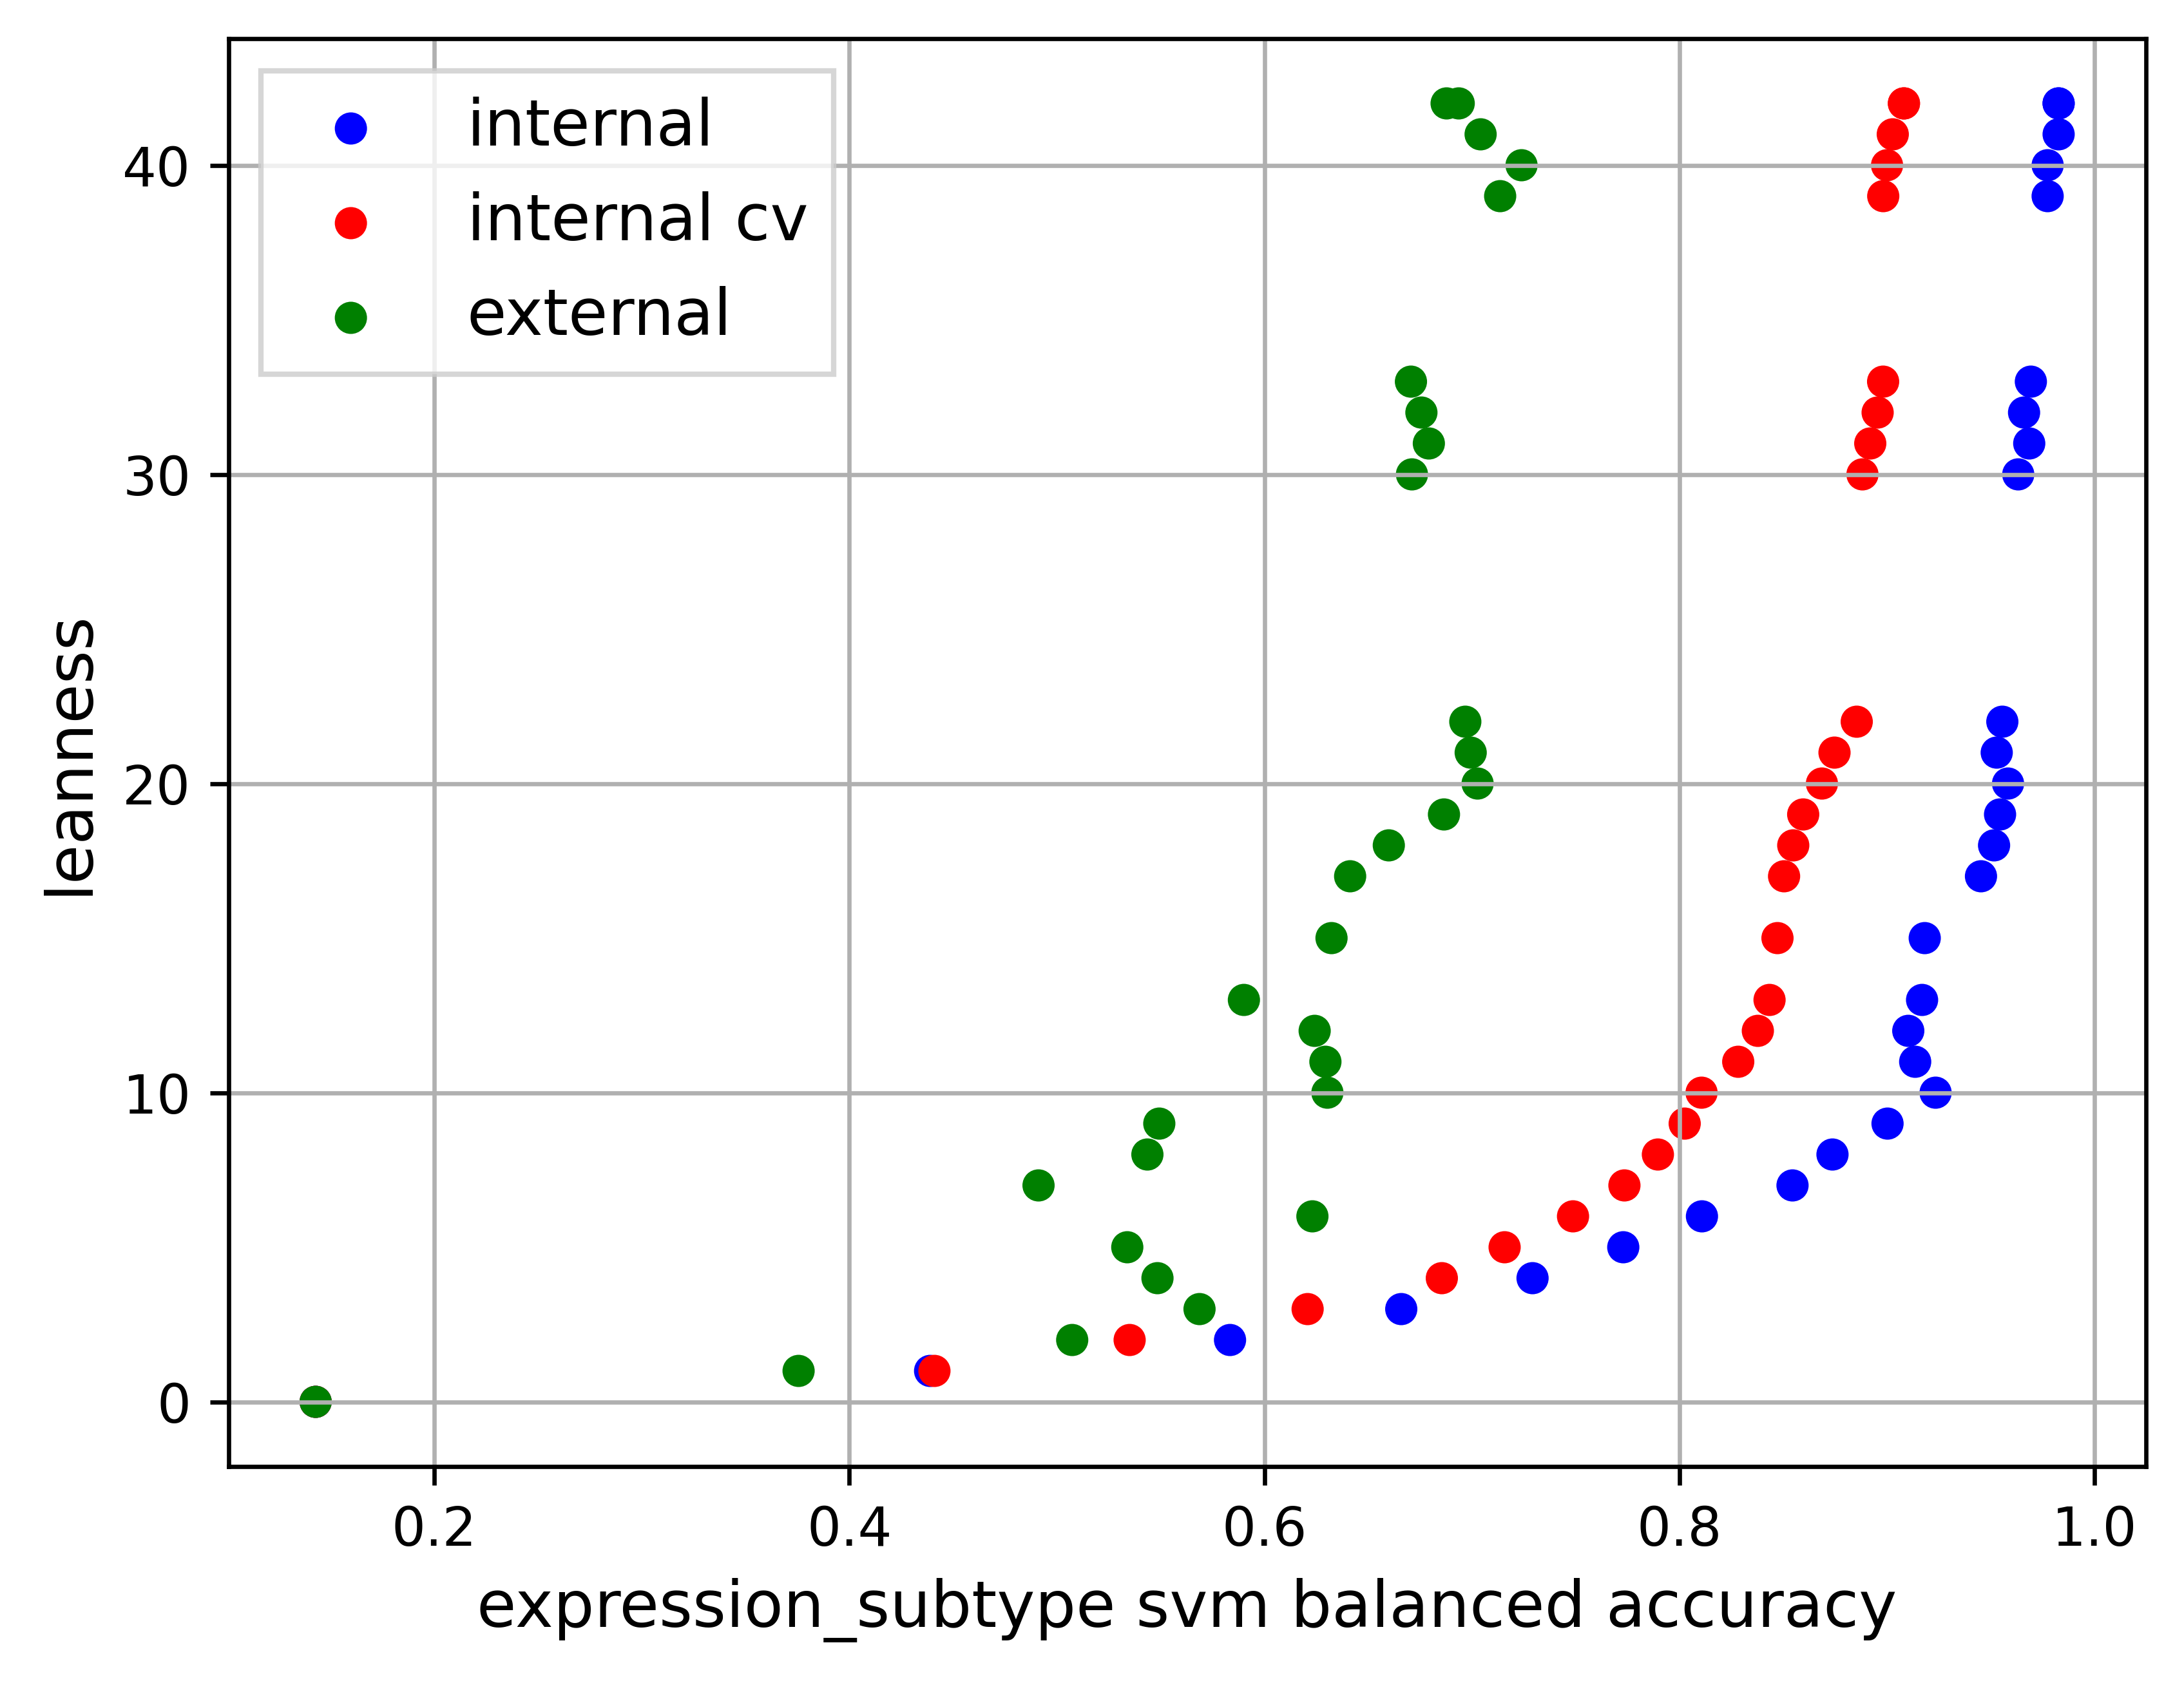 internal
internal cv
external
40
30
20
10
0
leanness
0.2 0.4 0.6 0.8 1.0
expression_subtype svm balanced accuracy